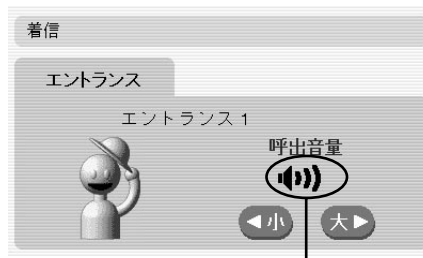 着信
エントランス
エントランス 1
呼出音量
◀小 大▶